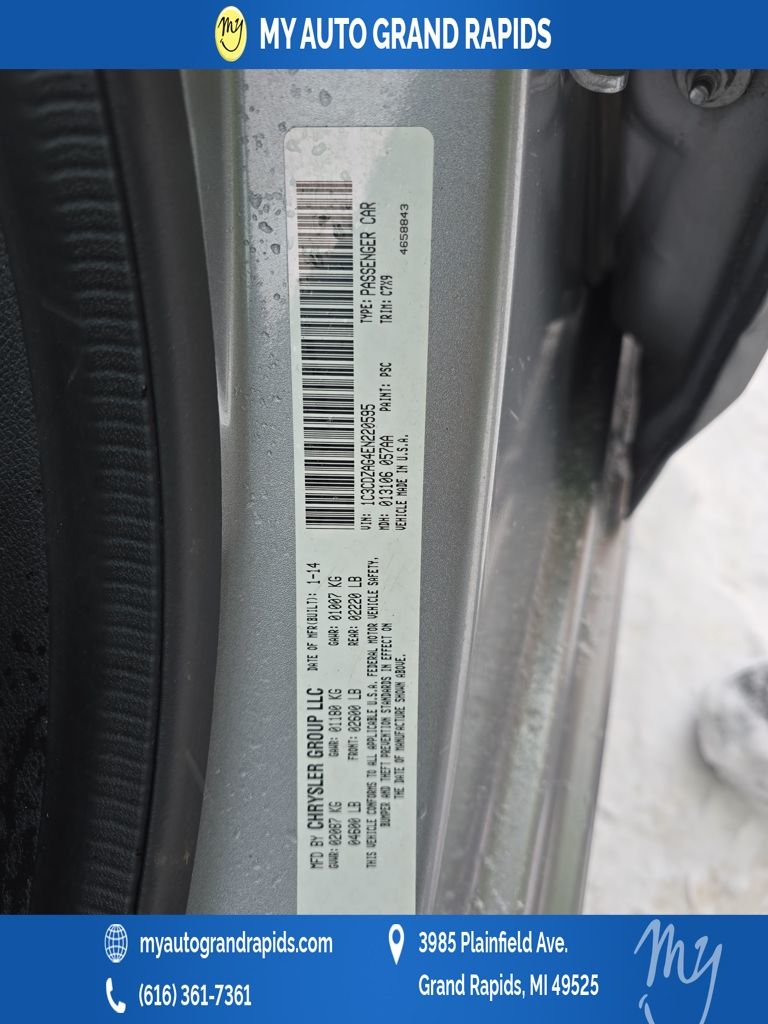 my MY AUTO GRAND RAPIDS
MFD BY CHRYSLER GROUP LLC DATE OF MFR(BUILT): 1-14
GVWR: 02087 KG GAWR: 01180 KG GAWR: 01007 KG
04600 LB FRONT: 02600 LB REAR: 02220 LB
THIS VEHICLE CONFORMS TO ALL APPLICABLE U.S.A. FEDERAL MOTOR VEHICLE SAFETY,
BUMPER AND THEFT PREVENTION STANDARDS IN EFFECT ON
THE DATE OF MANUFACTURE SHOWN ABOVE.
VIN: 1C3CDZAG4EN220595 TYPE: PASSENGER CAR
MDH: 013106 057AA PAINT: PSC TRIM: C7X9
VEHICLE MADE IN U.S.A.
4658843
myautograndrapids.com
(616) 361-7361
3985 Plainfield Ave.
Grand Rapids, MI 49525
my